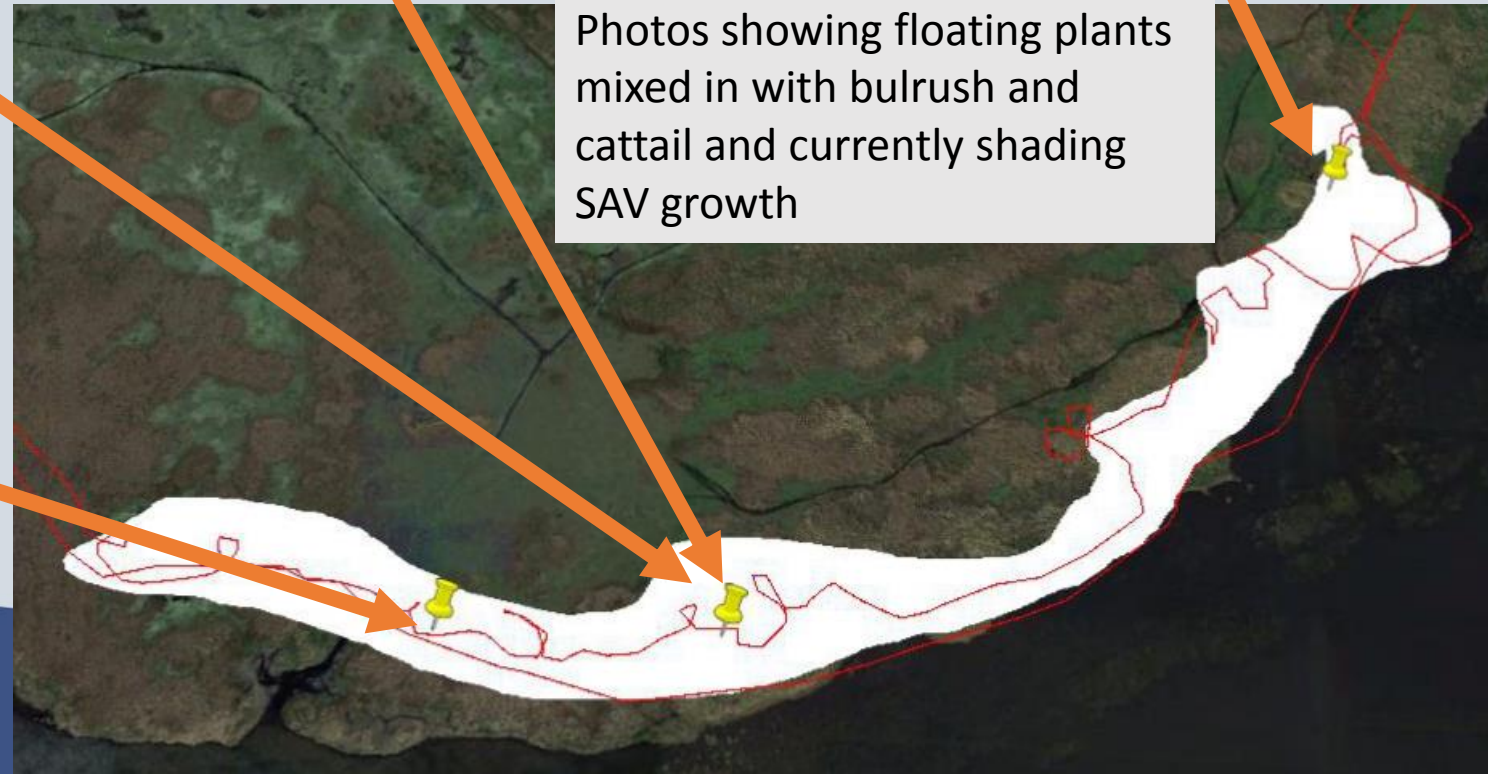 Photos showing floating plants
mixed in with bulrush and
cattail and currently shading
SAV growth